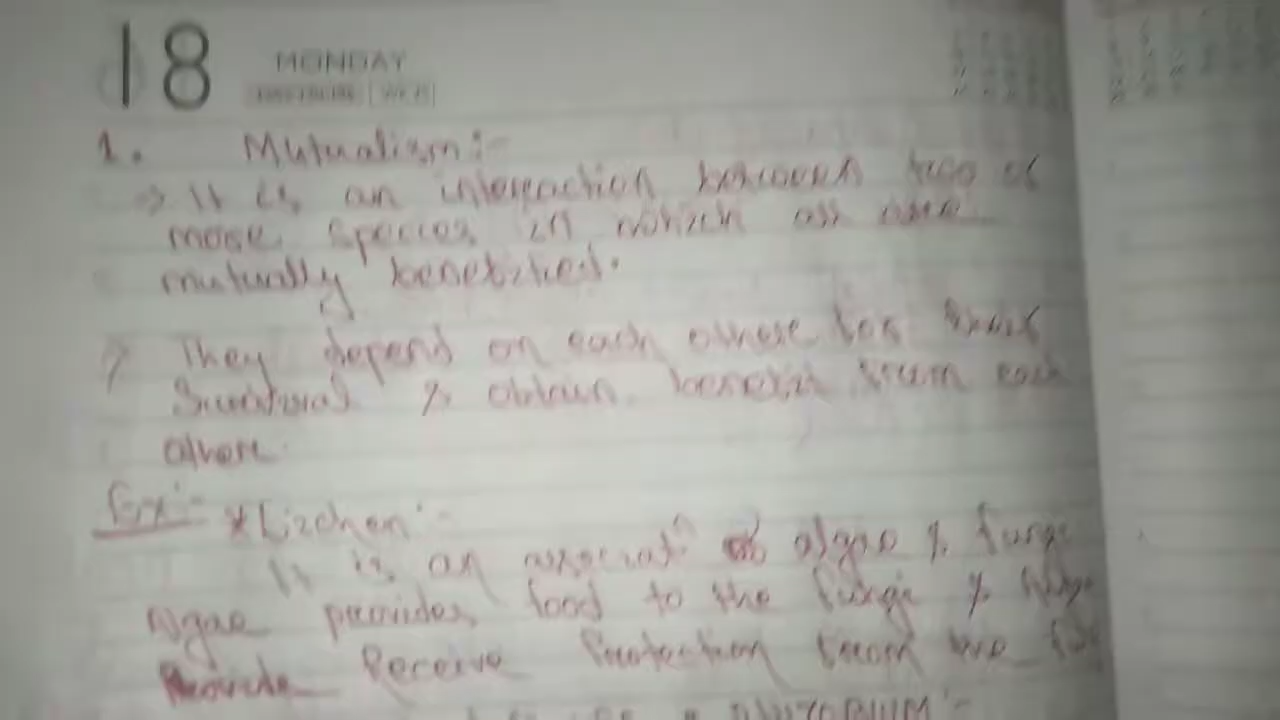 18 MONDAY
1. Mutualism:-
→ It is an interaction between two or
more species in which all are
mutually benefited.
They depend on each other for their
Survival & obtain benefit from each
other.
Ex:- *Lichen:-
It is an associatⁿ of algae & fungi
algae provides food to the fungi &
Receive Protection from the